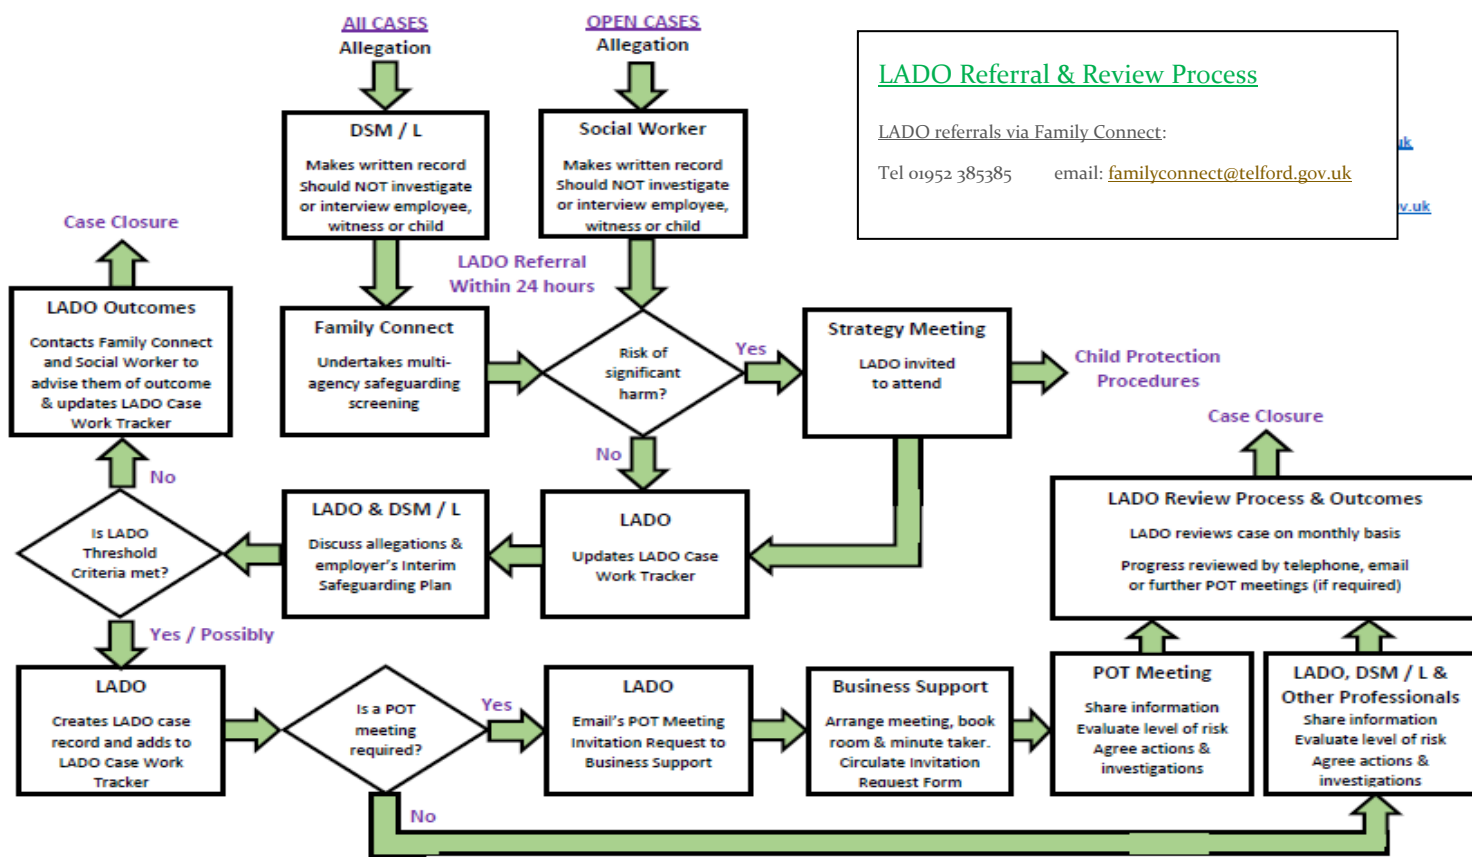 All CASES
Allegation
OPEN CASES
Allegation
LADO Referral & Review Process
LADO referrals via Family Connect:
Tel 01952 385385 email: familyconnect@telford.gov.uk
uk
v.uk
DSM / L
Makes written record
Should NOT investigate
or interview employee,
witness or child
Social Worker
Makes written record
Should NOT investigate
or interview employee,
witness or child
Case Closure
LADO Referral
Within 24 hours
LADO Outcomes
Contacts Family Connect
and Social Worker to
advise them of outcome
& updates LADO Case
Work Tracker
Family Connect
Undertakes multi-
agency safeguarding
screening
Risk of
significant
harm?
Yes
Strategy Meeting
LADO invited
to attend
Child Protection
Procedures
No
Case Closure
No
Is LADO
Threshold
Criteria met?
LADO & DSM / L
Discuss allegations &
employer's Interim
Safeguarding Plan
LADO
Updates LADO Case
Work Tracker
LADO Review Process & Outcomes
LADO reviews case on monthly basis
Progress reviewed by telephone, email
or further POT meetings (if required)
Yes / Possibly
LADO
Creates LADO case
record and adds to
LADO Case Work
Tracker
Is a POT
meeting
required?
Yes
LADO
Email's POT Meeting
Invitation Request to
Business Support
Business Support
Arrange meeting, book
room & minute taker.
Circulate Invitation
Request Form
POT Meeting
Share information
Evaluate level of risk
Agree actions &
investigations
LADO, DSM / L &
Other Professionals
Share information
Evaluate level of risk
Agree actions &
investigations
No